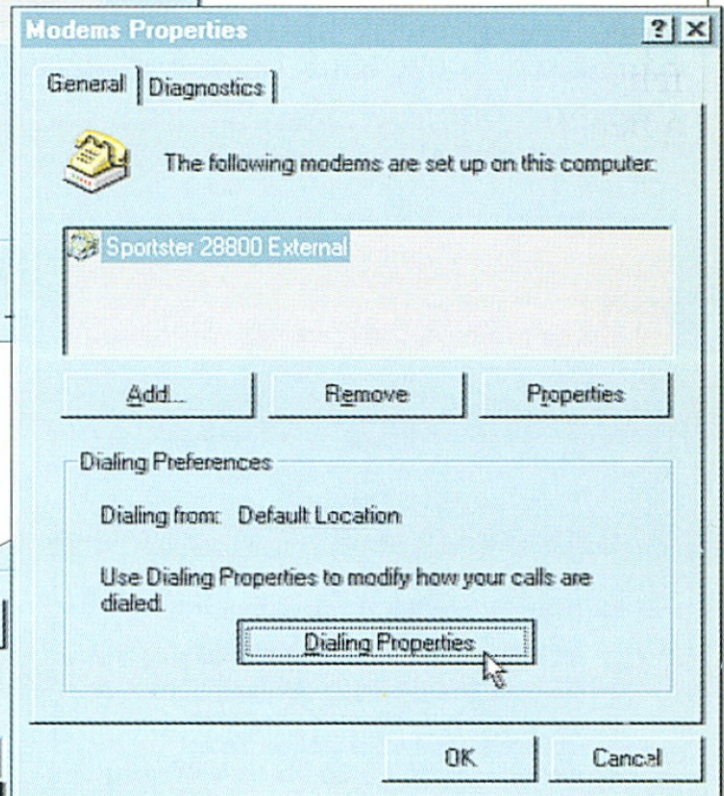 Modems Properties
General
Diagnostics
The following modems are set up on this computer:
Sportster 28800 External
Add...
Remove
Properties
Dialing Preferences
Dialing from: Default Location
Use Dialing Properties to modify how your calls are
dialed.
Dialing Properties
OK
Cancel